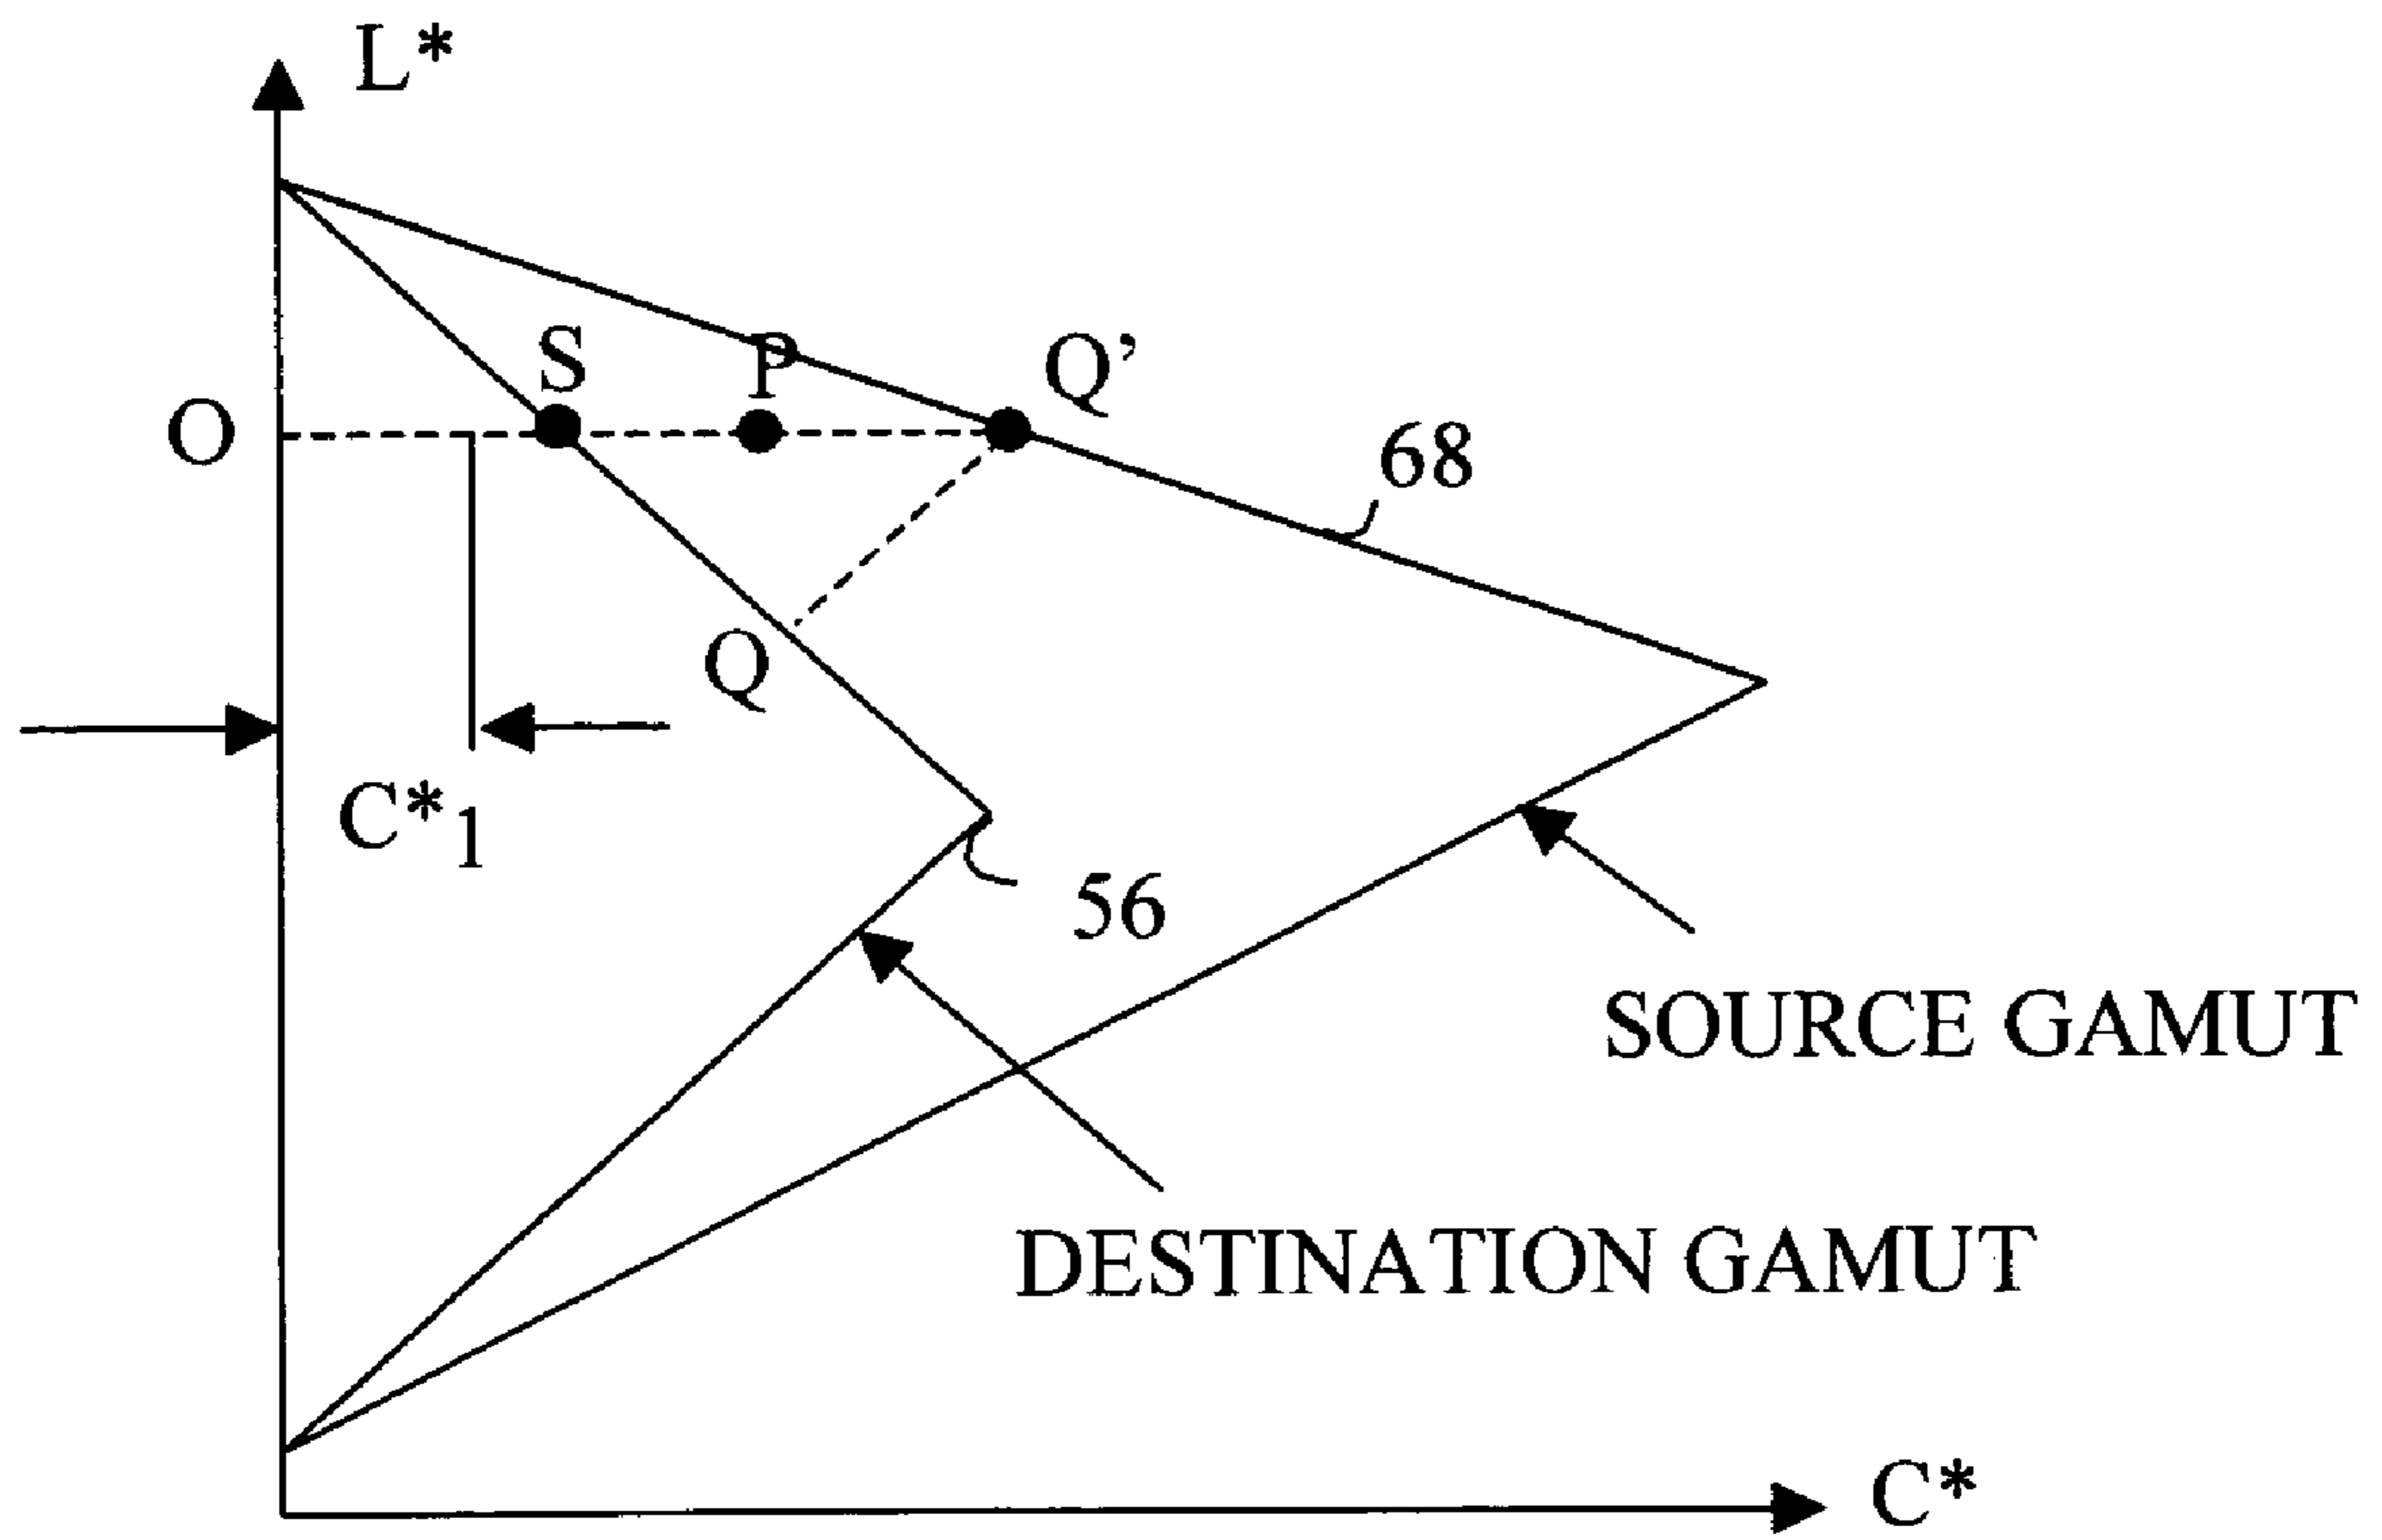 L*
S
P
Q’
O
68
Q
C*1
56
SOURCE GAMUT
DESTINATION GAMUT
C*